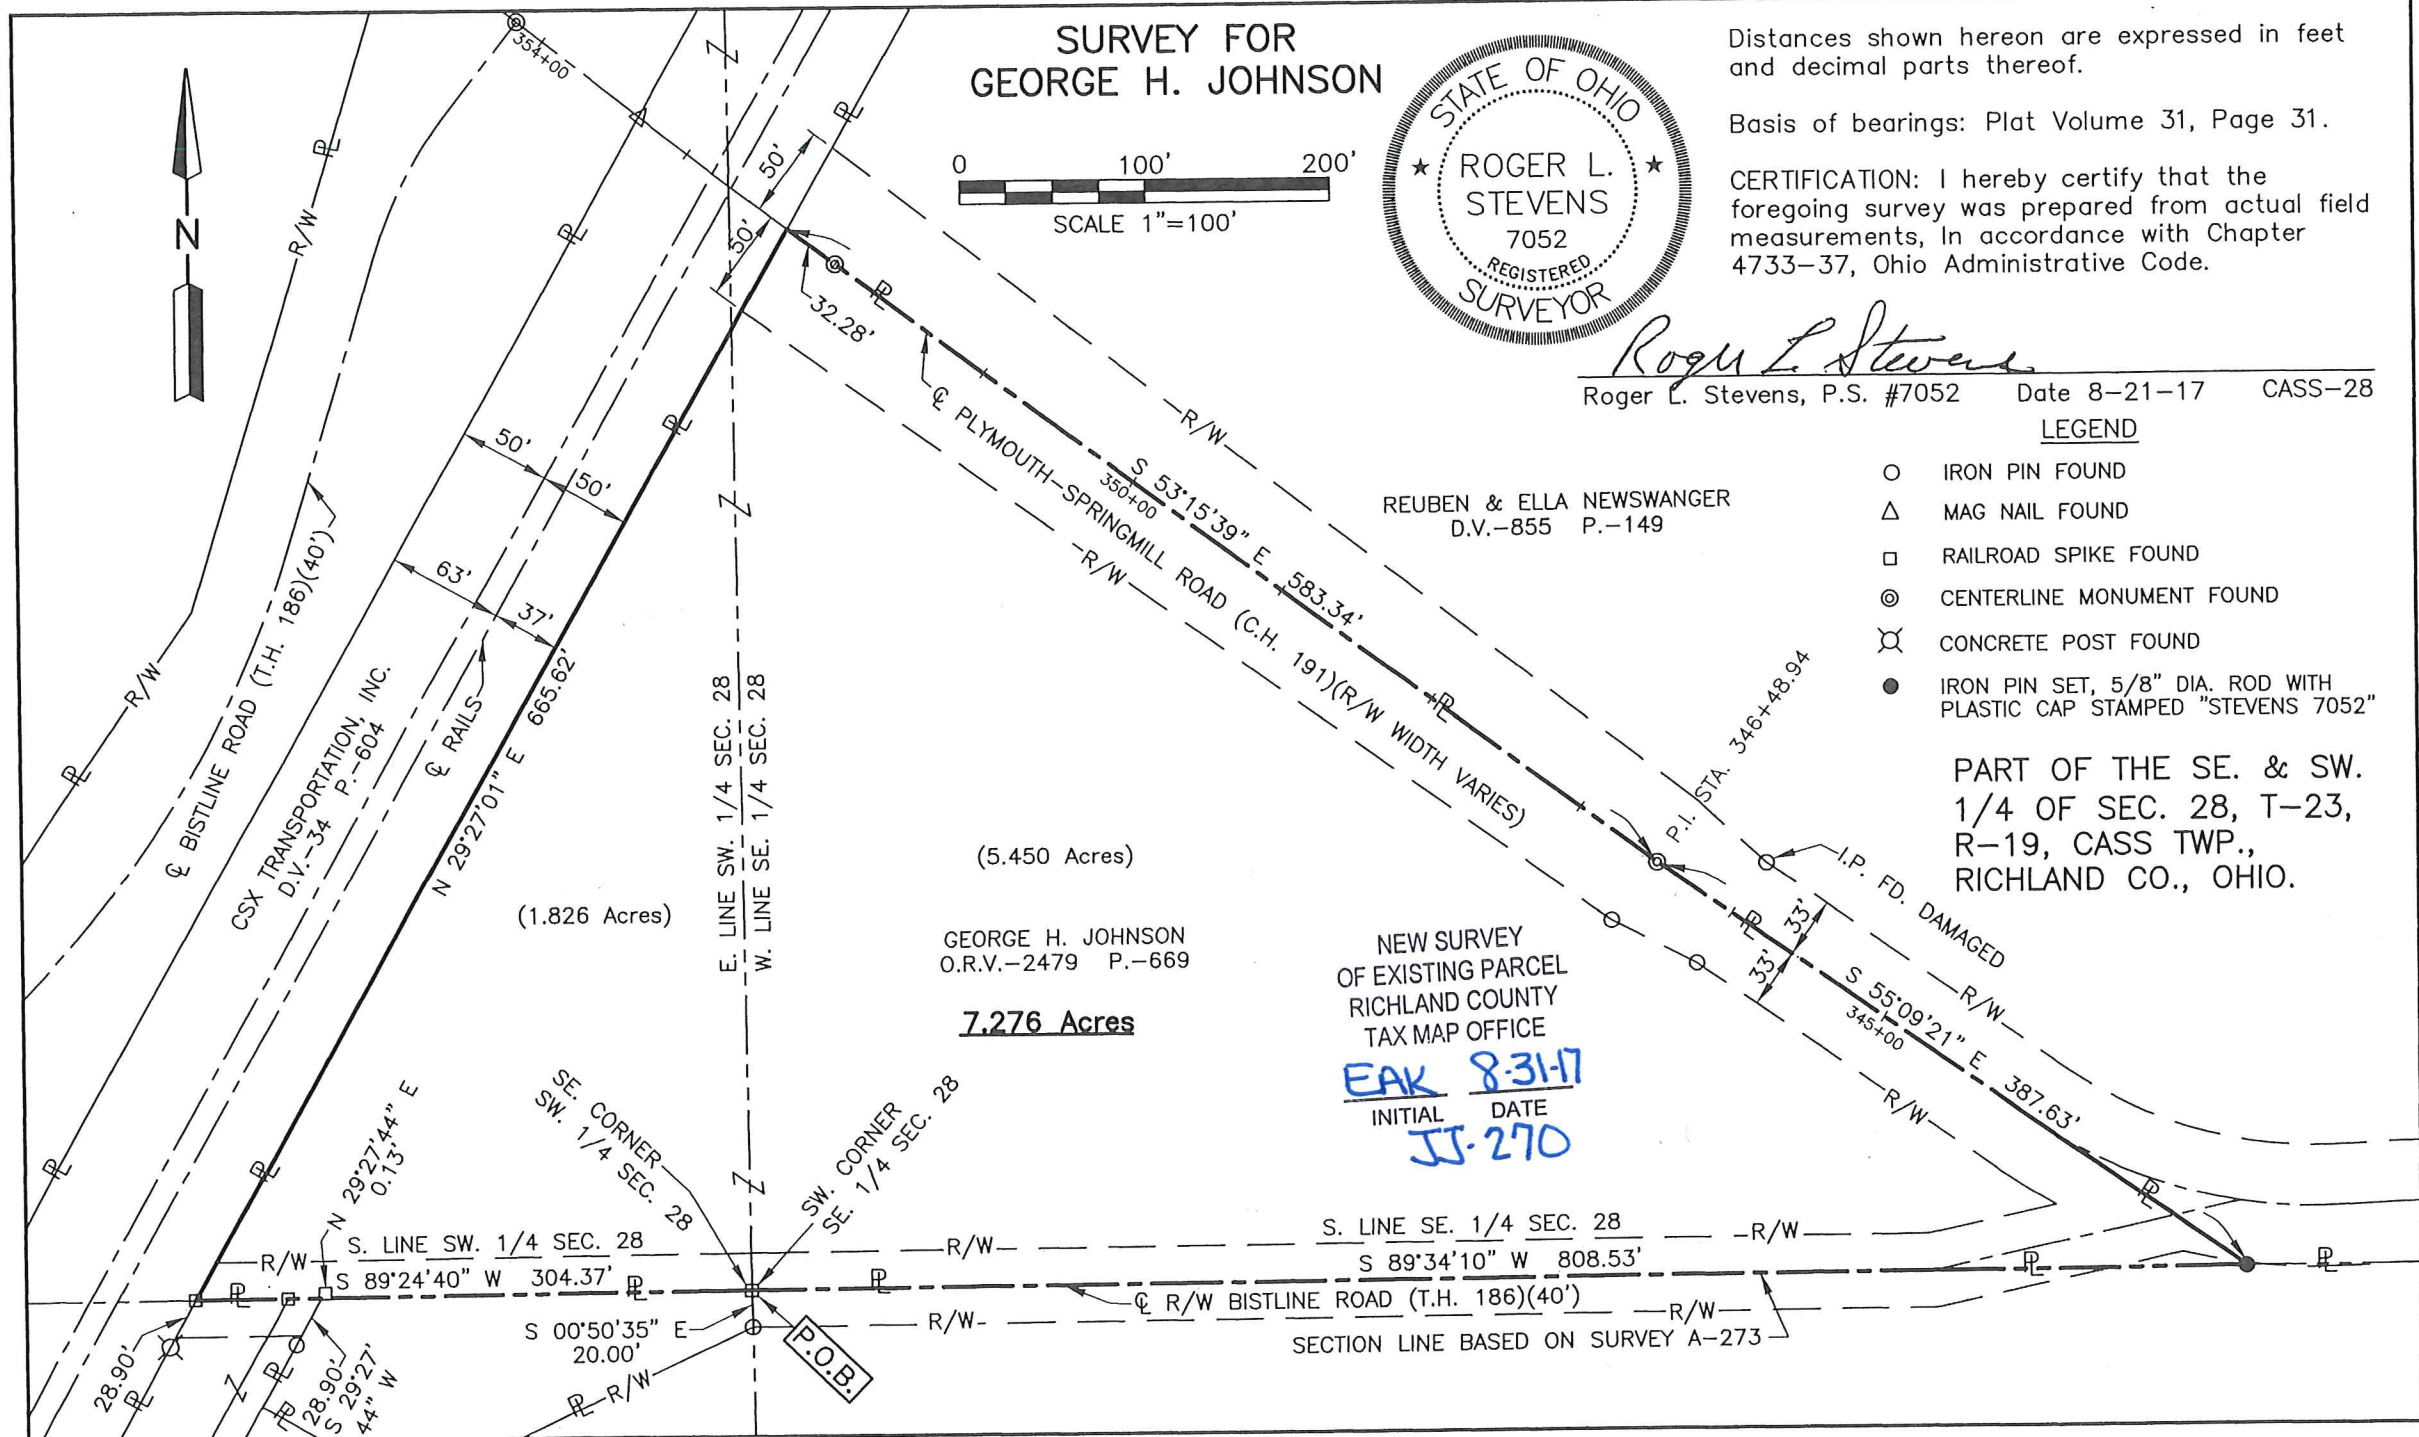 SURVEY FOR
GEORGE H. JOHNSON
0 100' 200'
SCALE 1"=100'
STATE OF OHIO
ROGER L.
STEVENS
7052
REGISTERED
SURVEYOR
Distances shown hereon are expressed in feet
and decimal parts thereof.
Basis of bearings: Plat Volume 31, Page 31.
CERTIFICATION: I hereby certify that the
foregoing survey was prepared from actual field
measurements, In accordance with Chapter
4733-37, Ohio Administrative Code.
Roger L Stevens
Roger L. Stevens, P.S. #7052 Date 8-21-17 CASS-28
LEGEND
IRON PIN FOUND
MAG NAIL FOUND
RAILROAD SPIKE FOUND
CENTERLINE MONUMENT FOUND
CONCRETE POST FOUND
IRON PIN SET, 5/8" DIA. ROD WITH
PLASTIC CAP STAMPED "STEVENS 7052"
PART OF THE SE. & SW.
1/4 OF SEC. 28, T-23,
R-19, CASS TWP.,
RICHLAND CO., OHIO.
N
354+00
R/W
R/W
℄ BISTLINE ROAD (T.H. 186)(40')
CSX TRANSPORTATION, INC.
D.V.-34 P.-604
℄ RAILS
50'
50'
63'
37'
50'
50'
32.28'
N 29°27'01" E 665.62'
℄ PLYMOUTH-SPRINGMILL ROAD (C.H. 191)(R/W WIDTH VARIES)
S 53°15'39" E 583.34'
350+00
R/W
R/W
REUBEN & ELLA NEWSWANGER
D.V.-855 P.-149
E. LINE SW. 1/4 SEC. 28
W. LINE SE. 1/4 SEC. 28
(1.826 Acres)
(5.450 Acres)
GEORGE H. JOHNSON
O.R.V.-2479 P.-669
7.276 Acres
P.I. STA. 346+48.94
I.P. FD. DAMAGED
33'
33'
S 55°09'21" E 387.63'
345+00
R/W
R/W
NEW SURVEY
OF EXISTING PARCEL
RICHLAND COUNTY
TAX MAP OFFICE
EAK 8-31-17
INITIAL DATE
JJ-270
SE. CORNER
SW. 1/4 SEC. 28
SW. CORNER
SE. 1/4 SEC. 28
N 29°27'44" E
0.13'
R/W
S. LINE SW. 1/4 SEC. 28
S 89°24'40" W 304.37'
R/W
S. LINE SE. 1/4 SEC. 28
R/W
S 89°34'10" W 808.53'
℄ R/W BISTLINE ROAD (T.H. 186)(40')
R/W
R/W
SECTION LINE BASED ON SURVEY A-273
S 00°50'35" E
20.00'
P.O.B.
R/W
28.90'
28.90'
S 29°27'
44" W